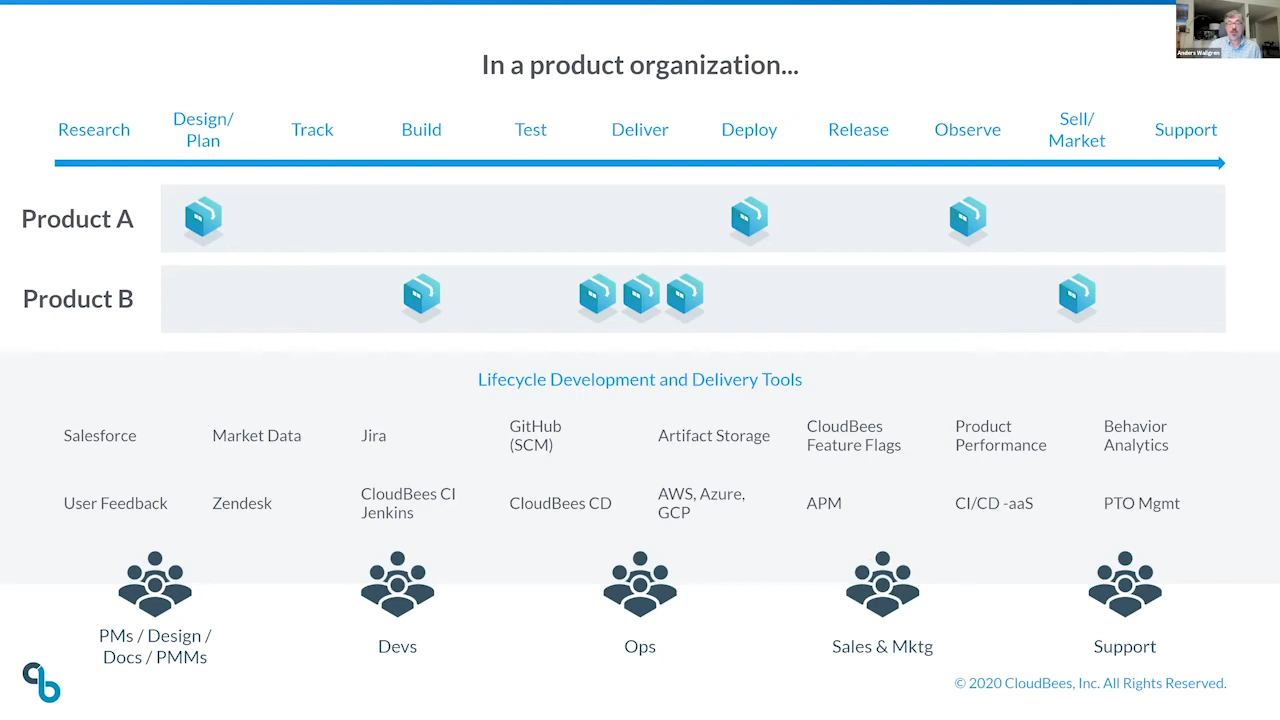 Anders Wallgren
In a product organization...
Research
Design/
Plan
Track
Build
Test
Deliver
Deploy
Release
Observe
Sell/
Market
Support
Product A
Product B
Lifecycle Development and Delivery Tools
Salesforce
Market Data
Jira
GitHub
(SCM)
Artifact Storage
CloudBees
Feature Flags
Product
Performance
Behavior
Analytics
User Feedback
Zendesk
CloudBees CI
Jenkins
CloudBees CD
AWS, Azure,
GCP
APM
CI/CD -aaS
PTO Mgmt
PMs / Design /
Docs / PMMs
Devs
Ops
Sales & Mktg
Support
© 2020 CloudBees, Inc. All Rights Reserved.